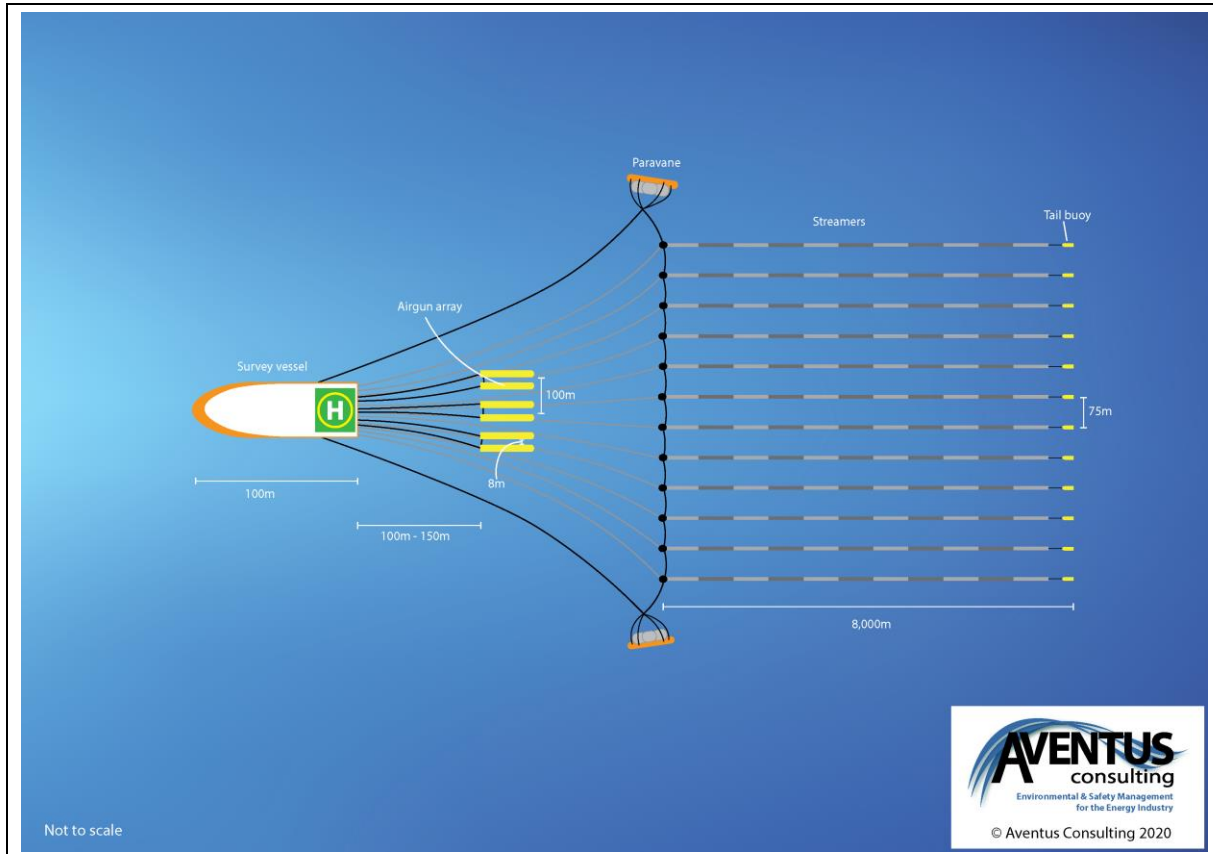 Paravane
Streamers
Tail buoy
Airgun array
Survey vessel
H
100m
75m
8m
100m
100m - 150m
8,000m
AVENTUS
consulting
Environmental & Safety Management
for the Energy Industry
© Aventus Consulting 2020
Not to scale